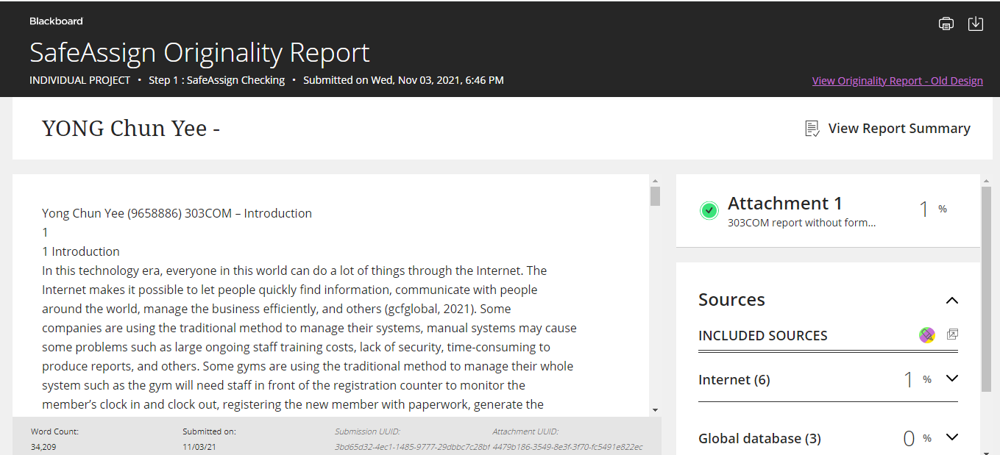 Blackboard
SafeAssign Originality Report
INDIVIDUAL PROJECT • Step 1 : SafeAssign Checking • Submitted on Wed, Nov 03, 2021, 6:46 PM
View Originality Report - Old Design
YONG Chun Yee -
View Report Summary
Yong Chun Yee (9658886) 303COM – Introduction
1
1 Introduction
In this technology era, everyone in this world can do a lot of things through the Internet. The
Internet makes it possible to let people quickly find information, communicate with people
around the world, manage the business efficiently, and others (gcfglobal, 2021). Some
companies are using the traditional method to manage their systems, manual systems may cause
some problems such as large ongoing staff training costs, lack of security, time-consuming to
produce reports, and others. Some gyms are using the traditional method to manage their whole
system such as the gym will need staff in front of the registration counter to monitor the
member’s clock in and clock out, registering the new member with paperwork, generate the
Word Count:
34,209
Submitted on:
11/03/21
Submission UUID:
3bd65d32-4ec1-1485-9777-29dbbc7c28bf
Attachment UUID:
4479b186-3549-8e3f-3f70-fc5491e822ec
Attachment 1
1 %
303COM report without form...
Sources
INCLUDED SOURCES
Internet (6) 1 %
Global database (3) 0 %